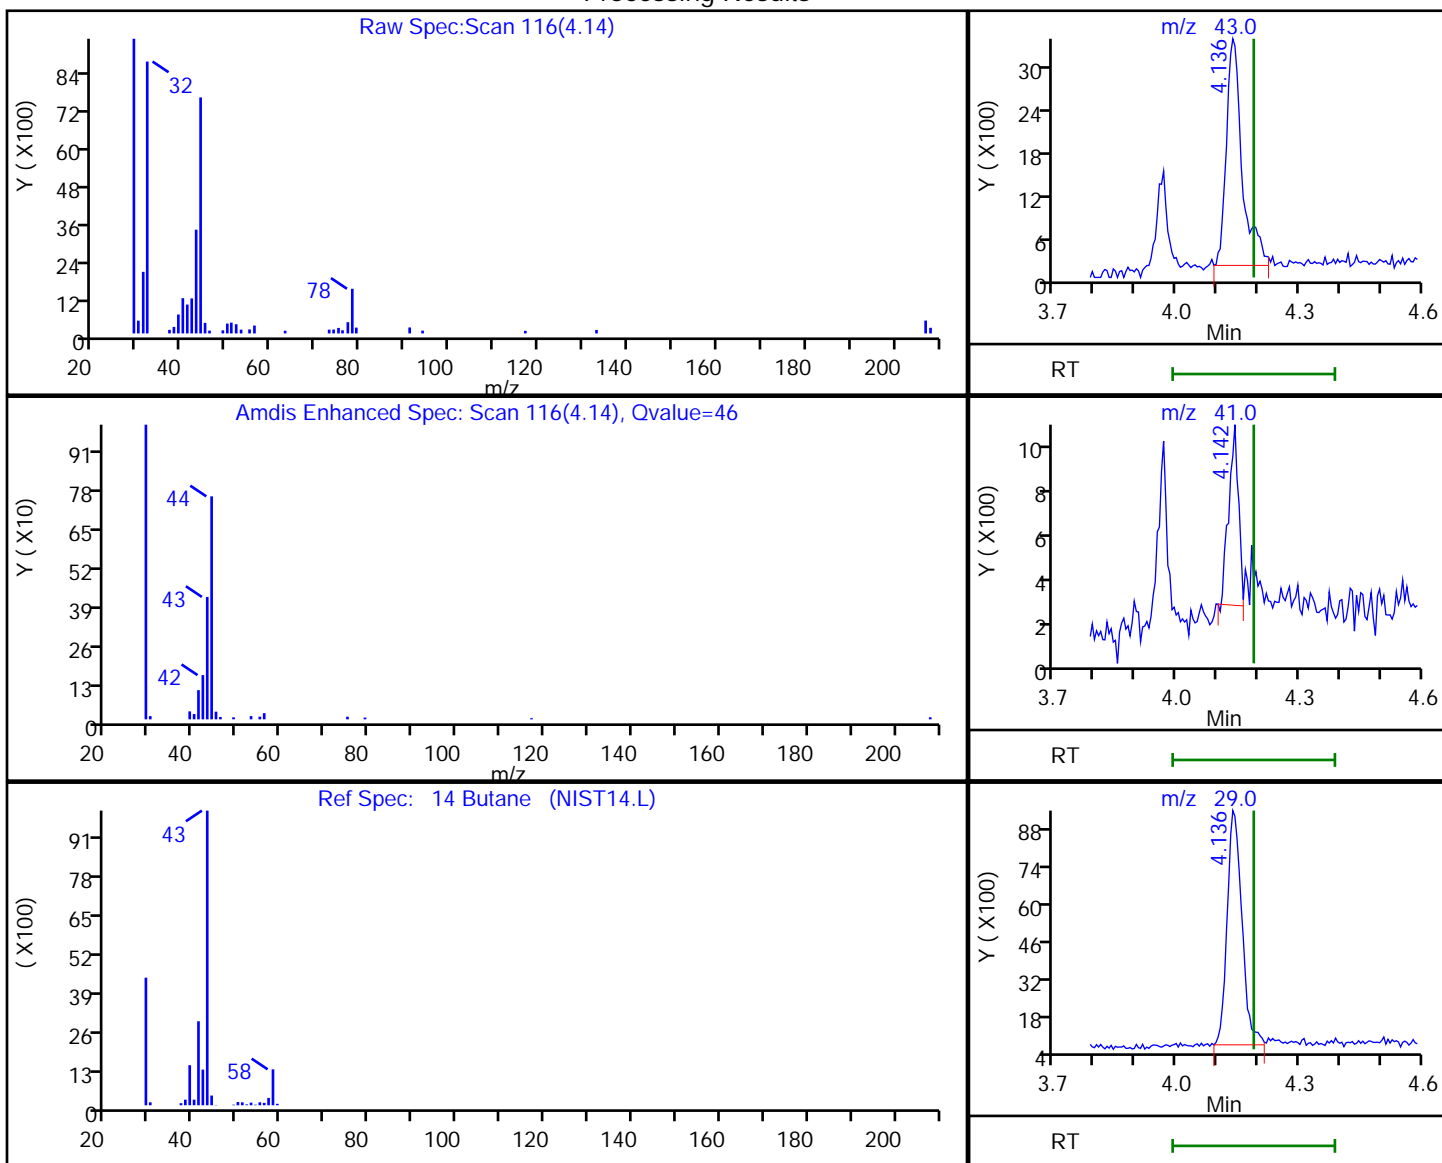 Processing Results
Raw Spec:Scan 116(4.14)
Y ( X100)
84
72
60
48
36
24
12
0
32
78
20 40 60 80 100 120 140 160 180 200
m/z
m/z 43.0
Y ( X100)
30
24
18
12
6
0
4.136
3.7 4.0 4.3 4.6
Min
RT
Amdis Enhanced Spec: Scan 116(4.14), Qvalue=46
Y ( X10)
91
78
65
52
39
26
13
0
44
43
42
20 40 60 80 100 120 140 160 180 200
m/z
m/z 41.0
Y ( X100)
10
8
6
4
2
0
4.142
3.7 4.0 4.3 4.6
Min
RT
Ref Spec: 14 Butane (NIST14.L)
( X100)
91
78
65
52
39
26
13
0
43
58
20 40 60 80 100 120 140 160 180 200
m/z 29.0
Y ( X100)
88
74
60
46
32
18
4
4.136
3.7 4.0 4.3 4.6
Min
RT